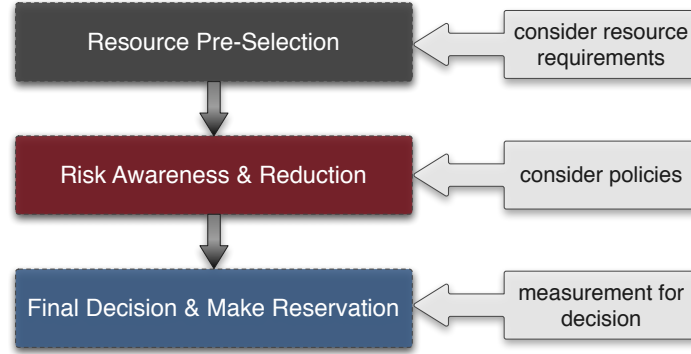 Resource Pre-Selection
consider resource
requirements
Risk Awareness & Reduction
consider policies
Final Decision & Make Reservation
measurement for
decision